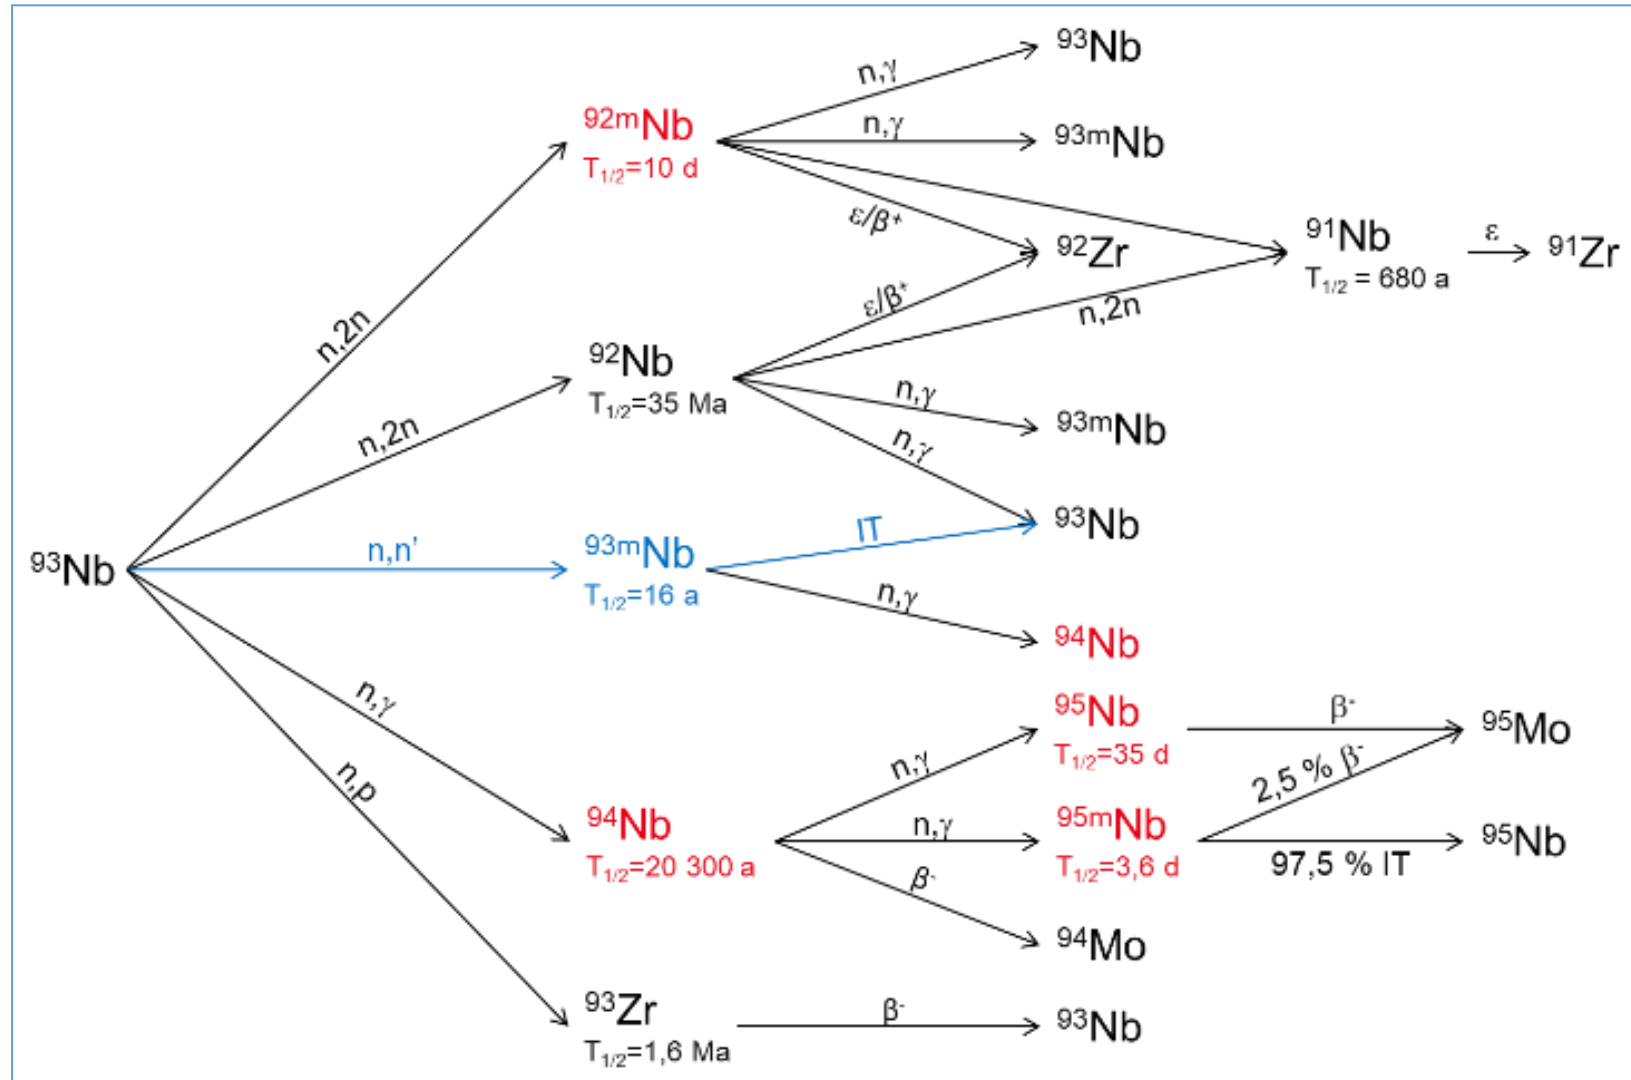 ⁹³Nb
n,γ
⁹²ᵐNb
T₁/₂=10 d
n,γ
⁹³ᵐNb
ε/β⁺
⁹²Zr
⁹¹Nb
T₁/₂ = 680 a
ε
⁹¹Zr
n,2n
ε/β⁺
n,2n
⁹²Nb
T₁/₂=35 Ma
n,γ
⁹³ᵐNb
n,2n
n,γ
⁹³Nb
⁹³Nb
n,n'
⁹³ᵐNb
T₁/₂=16 a
IT
⁹³Nb
n,γ
⁹⁴Nb
n,γ
⁹⁵Nb
T₁/₂=35 d
β⁻
⁹⁵Mo
n,γ
2,5 % β⁻
n,p
⁹⁴Nb
T₁/₂=20 300 a
n,γ
⁹⁵ᵐNb
T₁/₂=3,6 d
97,5 % IT
⁹⁵Nb
β⁻
⁹⁴Mo
⁹³Zr
T₁/₂=1,6 Ma
β⁻
⁹³Nb